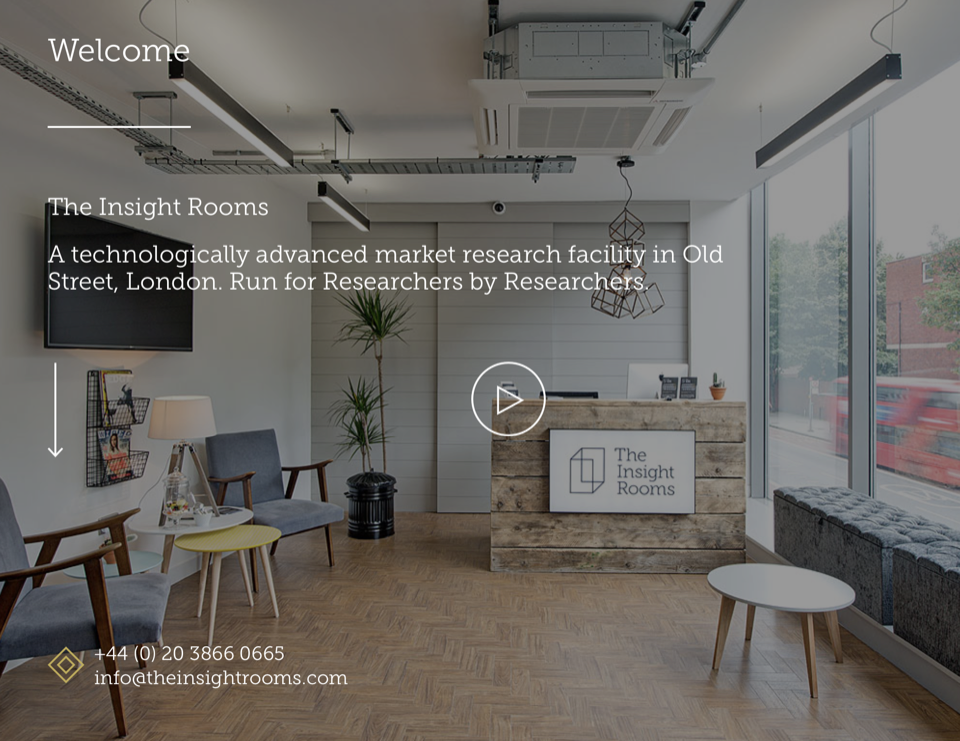 Welcome
The Insight Rooms
A technologically advanced market research facility in Old
Street, London. Run for Researchers by Researchers.
The
Insight
Rooms
+44 (0) 20 3866 0665
info@theinsightrooms.com